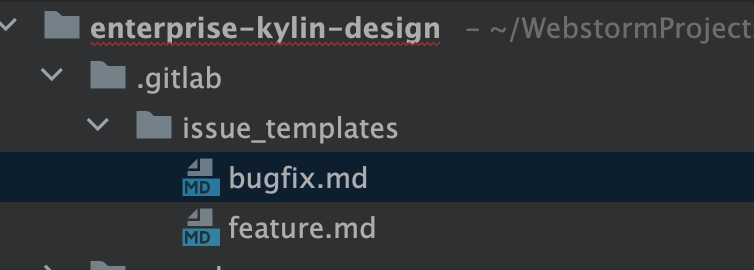 enterprise-kylin-design – ~/WebstormProject
.gitlab
issue_templates
MD bugfix.md
MD feature.md